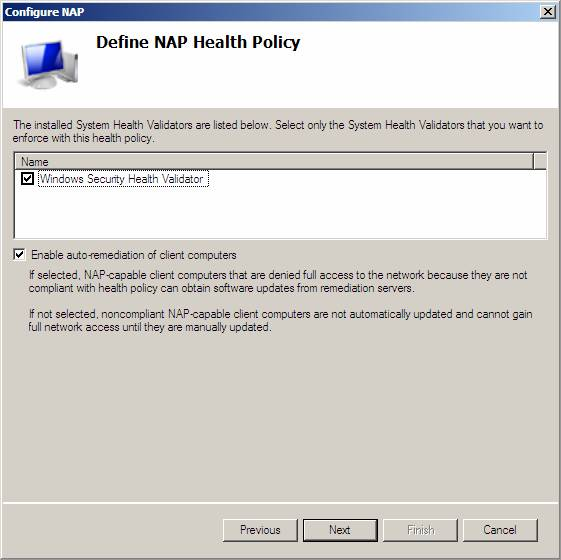 Configure NAP
Define NAP Health Policy
The installed System Health Validators are listed below. Select only the System Health Validators that you want to
enforce with this health policy.
Name
Windows Security Health Validator
Enable auto-remediation of client computers
If selected, NAP-capable client computers that are denied full access to the network because they are not
compliant with health policy can obtain software updates from remediation servers.
If not selected, noncompliant NAP-capable client computers are not automatically updated and cannot gain
full network access until they are manually updated.
Previous
Next
Finish
Cancel